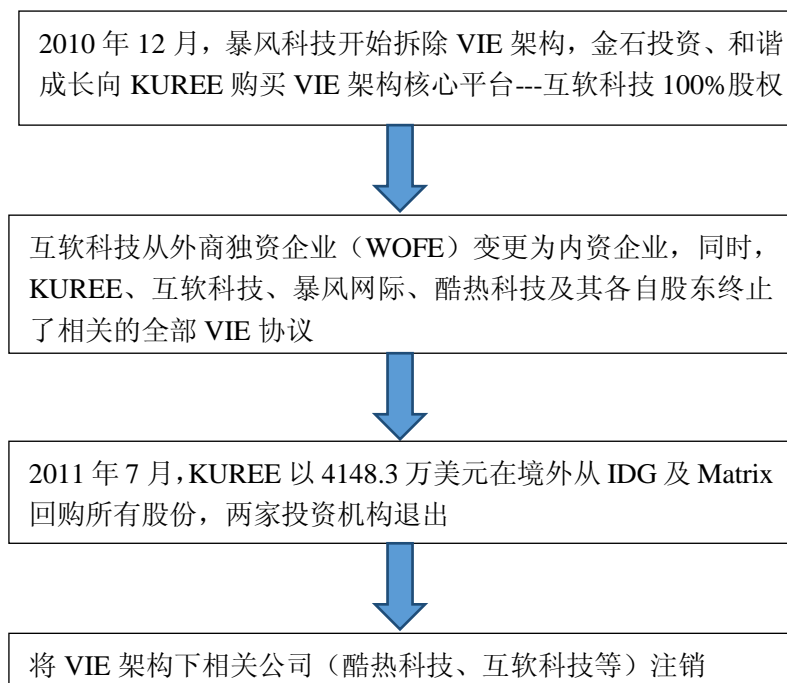 2010 年 12 月，暴风科技开始拆除 VIE 架构，金石投资、和谐
成长向 KUREE 购买 VIE 架构核心平台---互软科技 100%股权
互软科技从外商独资企业（WOFE）变更为内资企业，同时，
KUREE、互软科技、暴风网际、酷热科技及其各自股东终止
了相关的全部 VIE 协议
2011 年 7 月，KUREE 以 4148.3 万美元在境外从 IDG 及 Matrix
回购所有股份，两家投资机构退出
将 VIE 架构下相关公司（酷热科技、互软科技等）注销